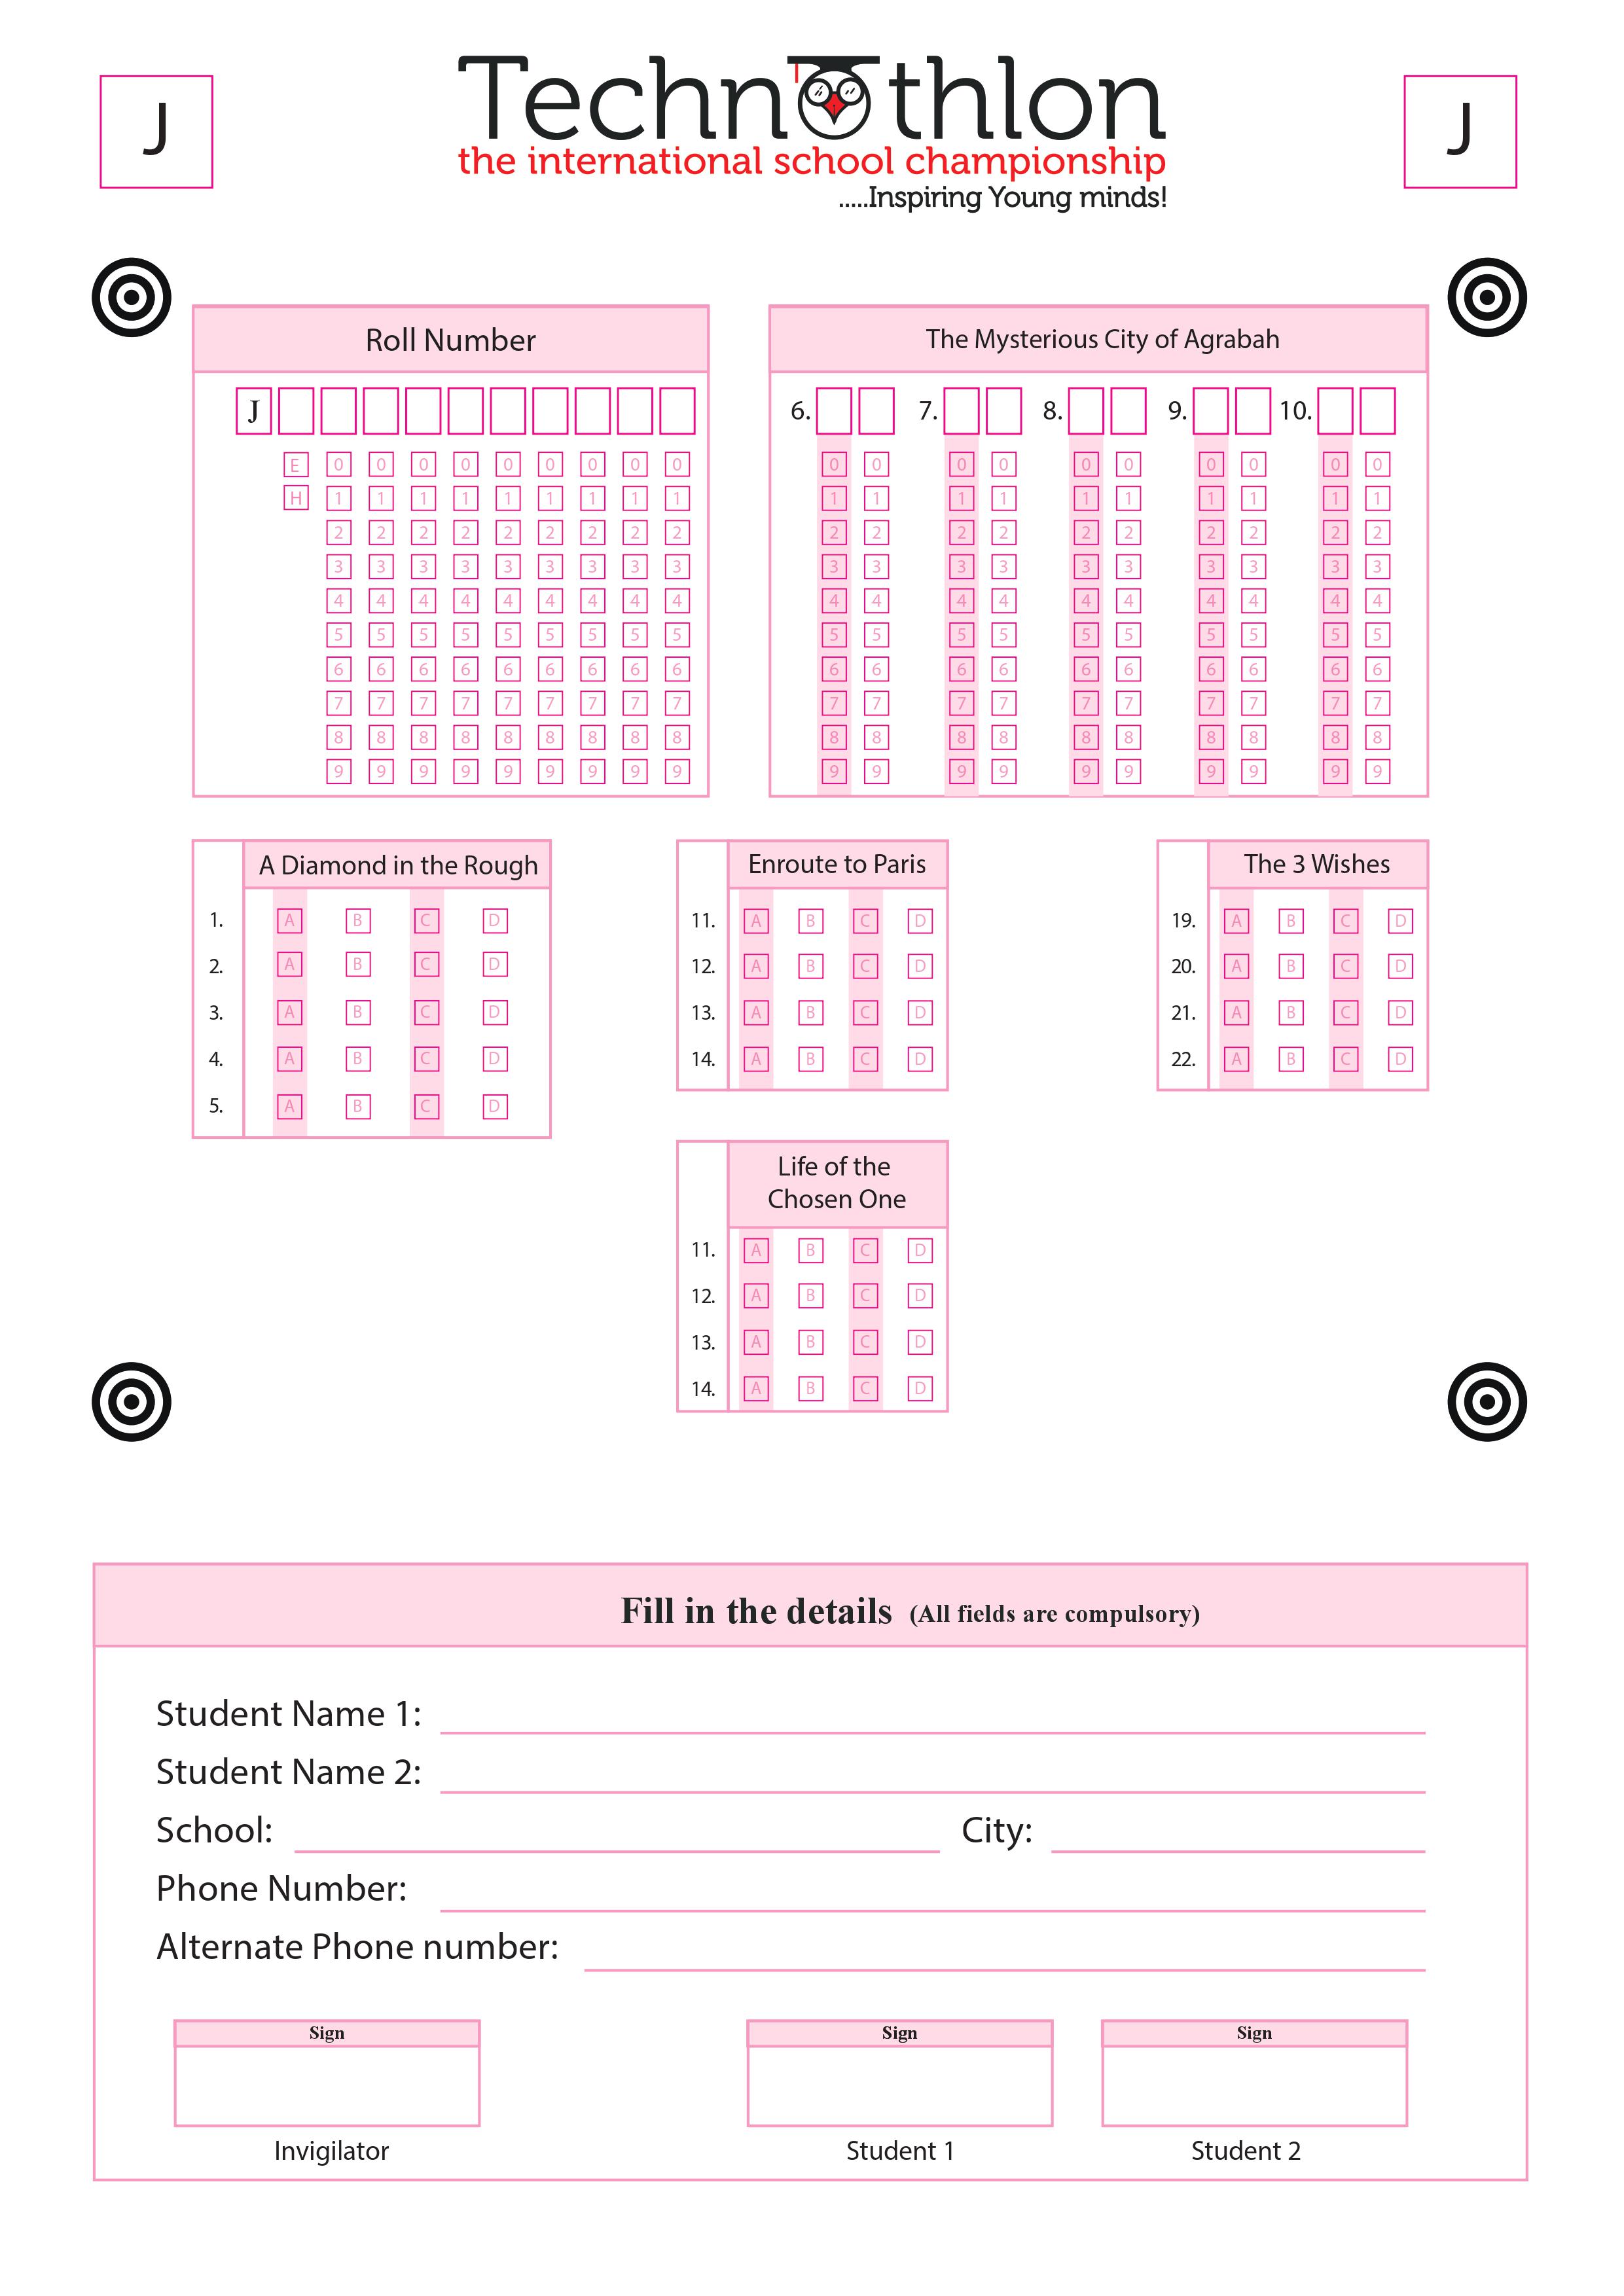 J
Technothlon
J
the international school championship
.....Inspiring Young minds!
Roll Number
J
E 0 0 0 0 0 0 0 0 0
H 1 1 1 1 1 1 1 1 1
2 2 2 2 2 2 2 2 2
3 3 3 3 3 3 3 3 3
4 4 4 4 4 4 4 4 4
5 5 5 5 5 5 5 5 5
6 6 6 6 6 6 6 6 6
7 7 7 7 7 7 7 7 7
8 8 8 8 8 8 8 8 8
9 9 9 9 9 9 9 9 9
The Mysterious City of Agrabah
6. 7. 8. 9. 10.
0 0 0 0 0 0 0 0 0 0
1 1 1 1 1 1 1 1 1 1
2 2 2 2 2 2 2 2 2 2
3 3 3 3 3 3 3 3 3 3
4 4 4 4 4 4 4 4 4 4
5 5 5 5 5 5 5 5 5 5
6 6 6 6 6 6 6 6 6 6
7 7 7 7 7 7 7 7 7 7
8 8 8 8 8 8 8 8 8 8
9 9 9 9 9 9 9 9 9 9
A Diamond in the Rough
1. A B C D
2. A B C D
3. A B C D
4. A B C D
5. A B C D
Enroute to Paris
11. A B C D
12. A B C D
13. A B C D
14. A B C D
The 3 Wishes
19. A B C D
20. A B C D
21. A B C D
22. A B C D
Life of the
Chosen One
11. A B C D
12. A B C D
13. A B C D
14. A B C D
Fill in the details (All fields are compulsory)
Student Name 1:
Student Name 2:
School: City:
Phone Number:
Alternate Phone number:
Sign Sign Sign
Invigilator Student 1 Student 2